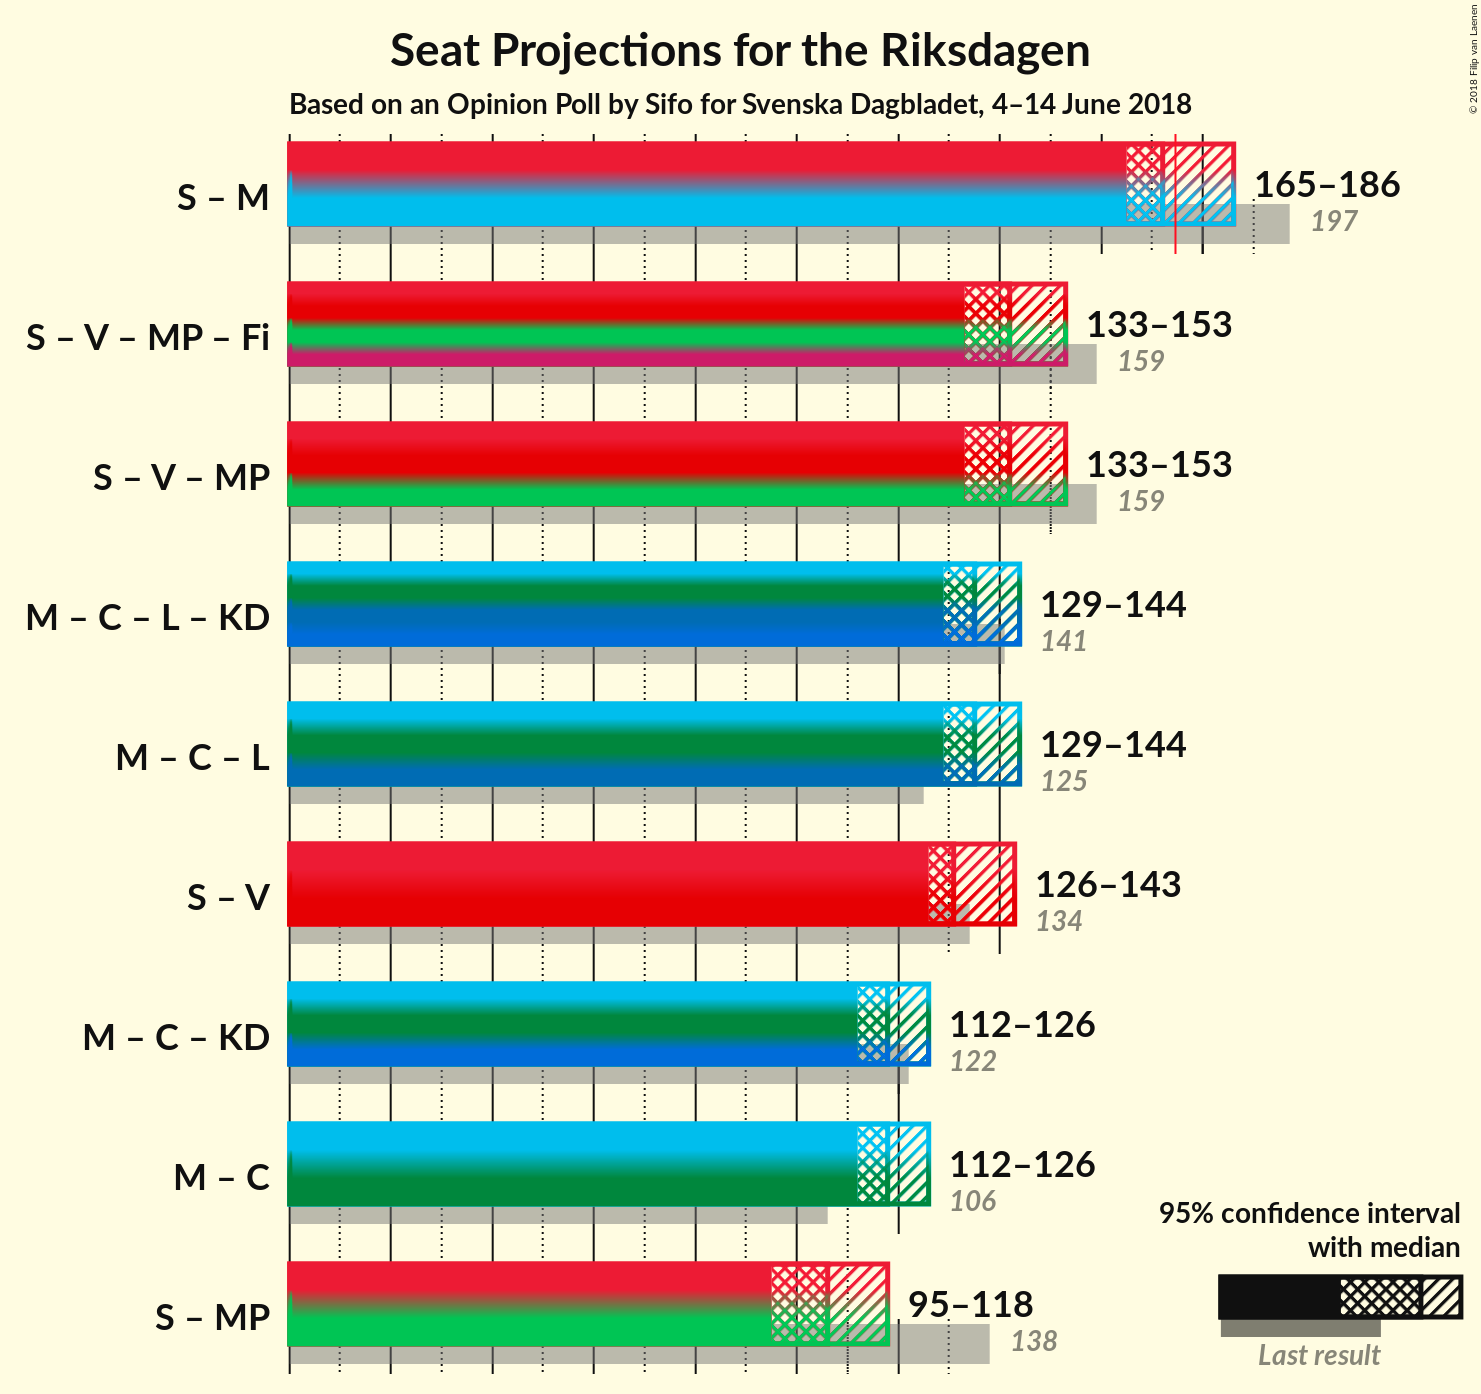 Seat Projections for the Riksdagen
Based on an Opinion Poll by Sifo for Svenska Dagbladet, 4–14 June 2018
© 2018 Filip van Laenen
S – M
165–186
197
S – V – MP – Fi
133–153
159
S – V – MP
133–153
159
M – C – L – KD
129–144
141
M – C – L
129–144
125
S – V
126–143
134
M – C – KD
112–126
122
M – C
112–126
106
S – MP
95–118
138
95% confidence interval
with median
Last result